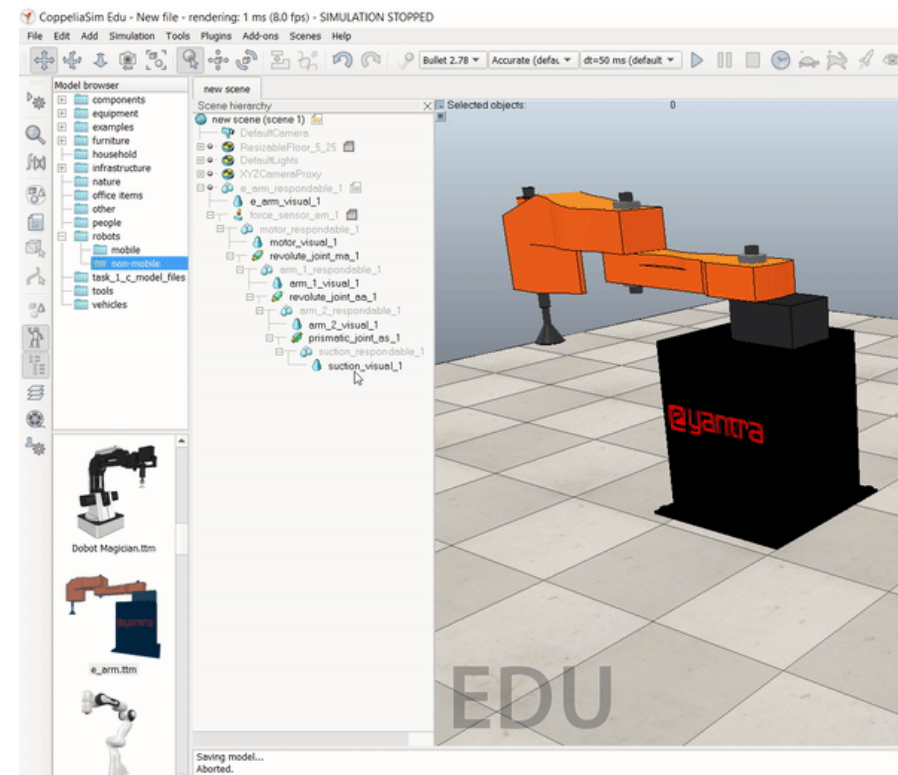 CoppeliaSim Edu - New file - rendering: 1 ms (8.0 fps) - SIMULATION STOPPED
File Edit Add Simulation Tools Plugins Add-ons Scenes Help
Bullet 2.78 Accurate (defau dt=50 ms (default
Model browser
components
equipment
examples
furniture
household
infrastructure
nature
office items
other
people
robots
mobile
non-mobile
task_1_c_model_files
tools
vehicles
Dobot Magician.ttm
e_arm.ttm
new scene
Scene hierarchy
new scene (scene 1)
DefaultCamera
ResizableFloor_5_25
DefaultLights
XYZCameraProxy
e_arm_respondable_1
e_arm_visual_1
force_sensor_em_1
motor_respondable_1
motor_visual_1
revolute_joint_ma_1
arm_1_respondable_1
arm_1_visual_1
revolute_joint_aa_1
arm_2_respondable_1
arm_2_visual_1
prismatic_joint_as_1
suction_respondable_1
suction_visual_1
Selected objects: 0
eyantra
EDU
Saving model...
Aborted.